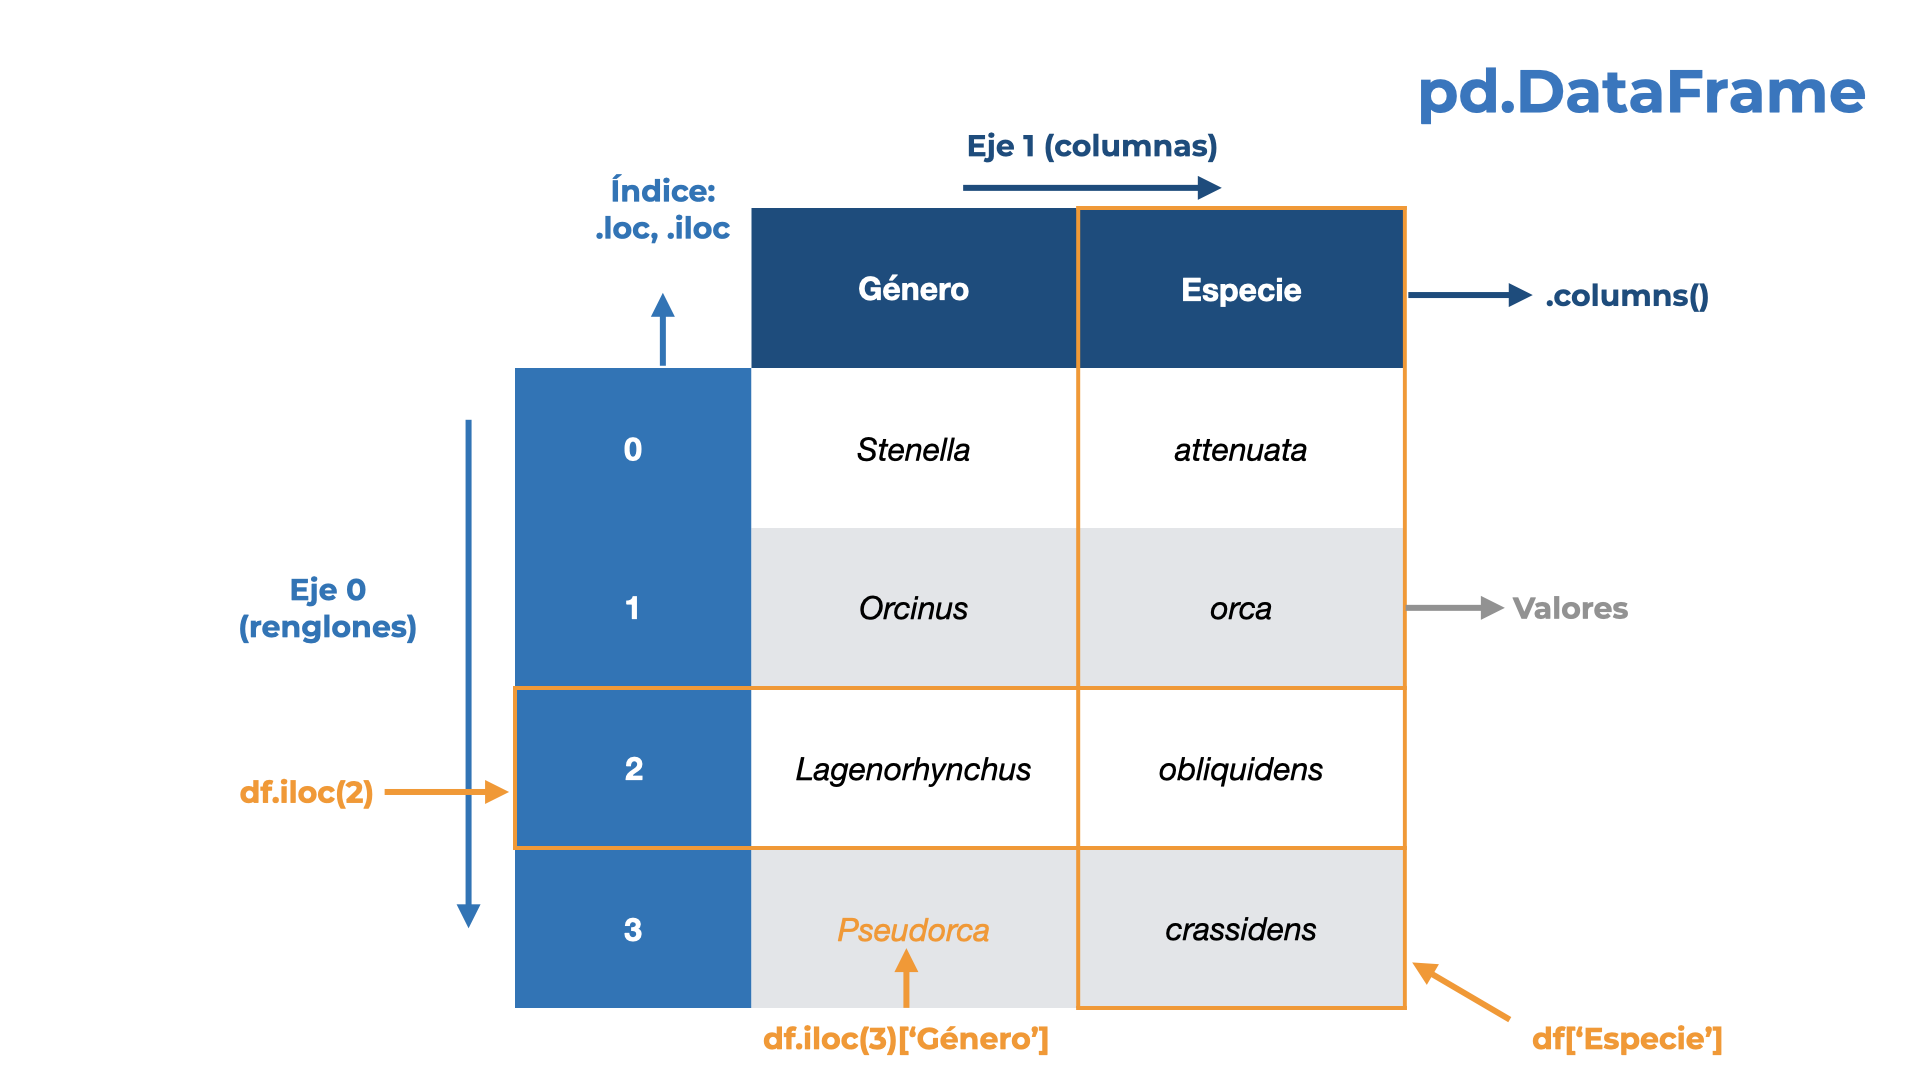 pd.DataFrame
Eje 1 (columnas)
Índice:
.loc, .iloc
Género
Especie
.columns()
0
Stenella
attenuata
Eje 0
(renglones)
1
Orcinus
orca
Valores
df.iloc(2)
2
Lagenorhynchus
obliquidens
3
Pseudorca
crassidens
df.iloc(3)[‘Género’]
df[‘Especie’]